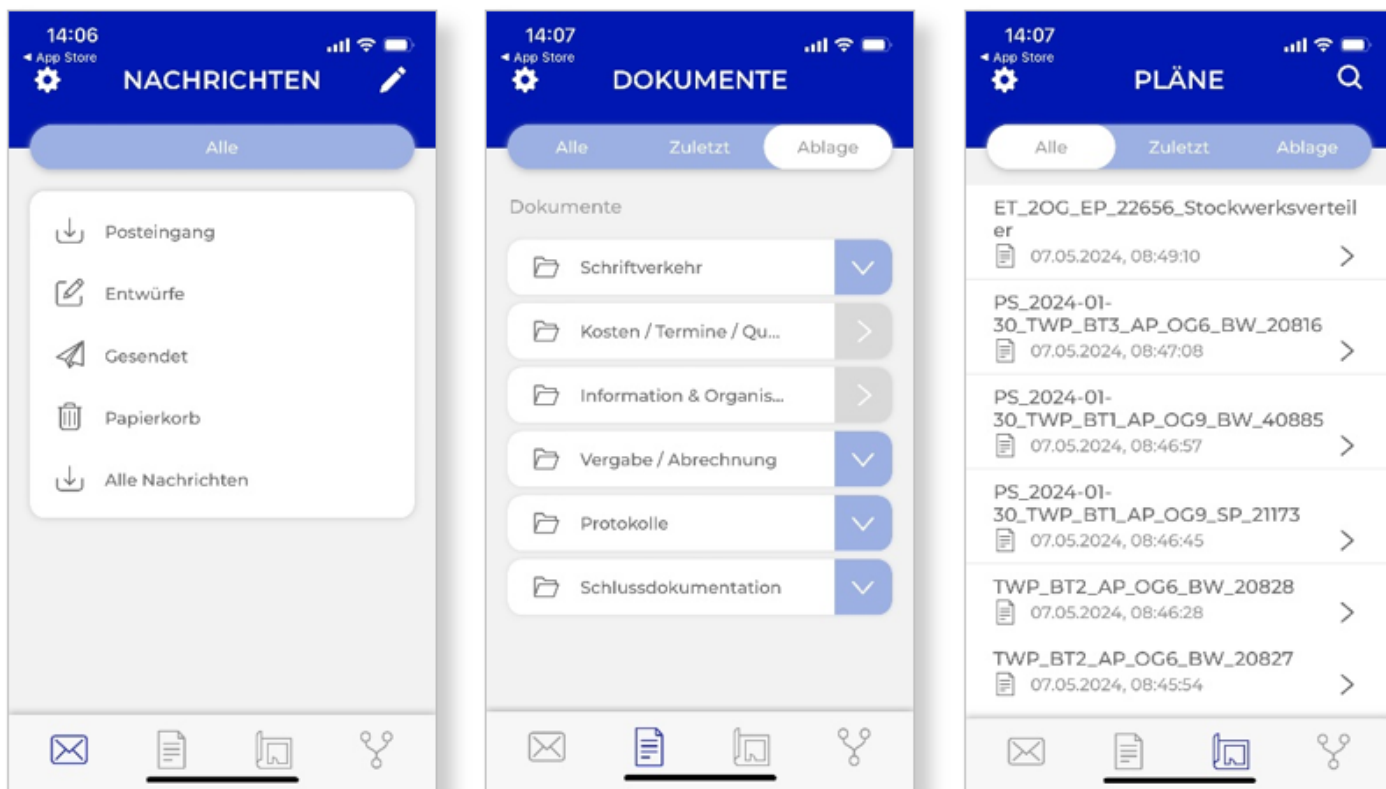 14:06
◀ App Store
NACHRICHTEN
Alle
Posteingang
Entwürfe
Gesendet
Papierkorb
Alle Nachrichten
14:07
◀ App Store
DOKUMENTE
Alle
Zuletzt
Ablage
Dokumente
Schriftverkehr
Kosten / Termine / Qu...
Information & Organis...
Vergabe / Abrechnung
Protokolle
Schlussdokumentation
14:07
◀ App Store
PLÄNE
Alle
Zuletzt
Ablage
ET_2OG_EP_22656_Stockwerksverteil
er
07.05.2024, 08:49:10
PS_2024-01-
30_TWP_BT3_AP_OG6_BW_20816
07.05.2024, 08:47:08
PS_2024-01-
30_TWP_BT1_AP_OG9_BW_40885
07.05.2024, 08:46:57
PS_2024-01-
30_TWP_BT1_AP_OG9_SP_21173
07.05.2024, 08:46:45
TWP_BT2_AP_OG6_BW_20828
07.05.2024, 08:46:28
TWP_BT2_AP_OG6_BW_20827
07.05.2024, 08:45:54